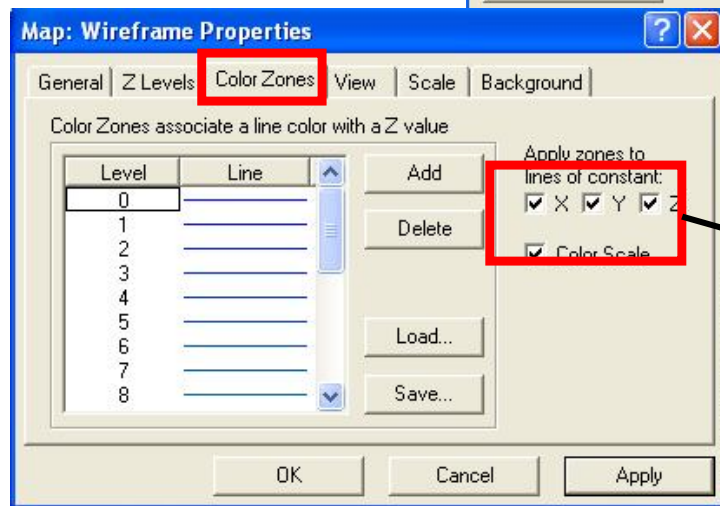 Map: Wireframe Properties
General Z Levels Color Zones View Scale Background
Color Zones associate a line color with a Z value
Level Line
0
1
2
3
4
5
6
7
8
Add
Delete
Load...
Save...
Apply zones to
lines of constant:
X Y Z
Color Scale
OK Cancel Apply